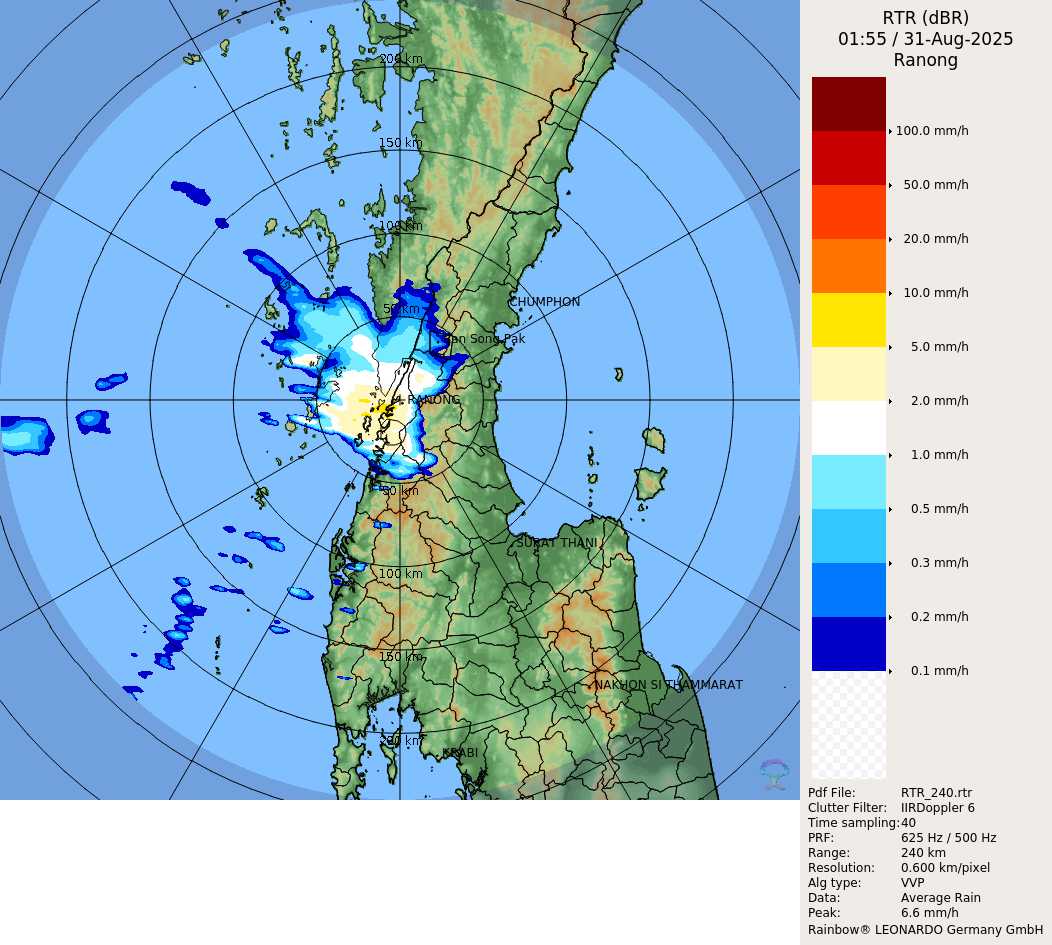 RTR (dBR)
01:55 / 31-Aug-2025
Ranong
100.0 mm/h
50.0 mm/h
20.0 mm/h
10.0 mm/h
5.0 mm/h
2.0 mm/h
1.0 mm/h
0.5 mm/h
0.3 mm/h
0.2 mm/h
0.1 mm/h
Pdf File: RTR_240.rtr
Clutter Filter: IIRDoppler 6
Time sampling: 40
PRF: 625 Hz / 500 Hz
Range: 240 km
Resolution: 0.600 km/pixel
Alg type: VVP
Data: Average Rain
Peak: 6.6 mm/h
Rainbow® LEONARDO Germany GmbH
200 km
150 km
100 km
CHUMPHON
50 km
Ban Song Pak
RANONG
50 km
SURAT THANI
100 km
150 km
NAKHON SI THAMMARAT
200 km
KRABI